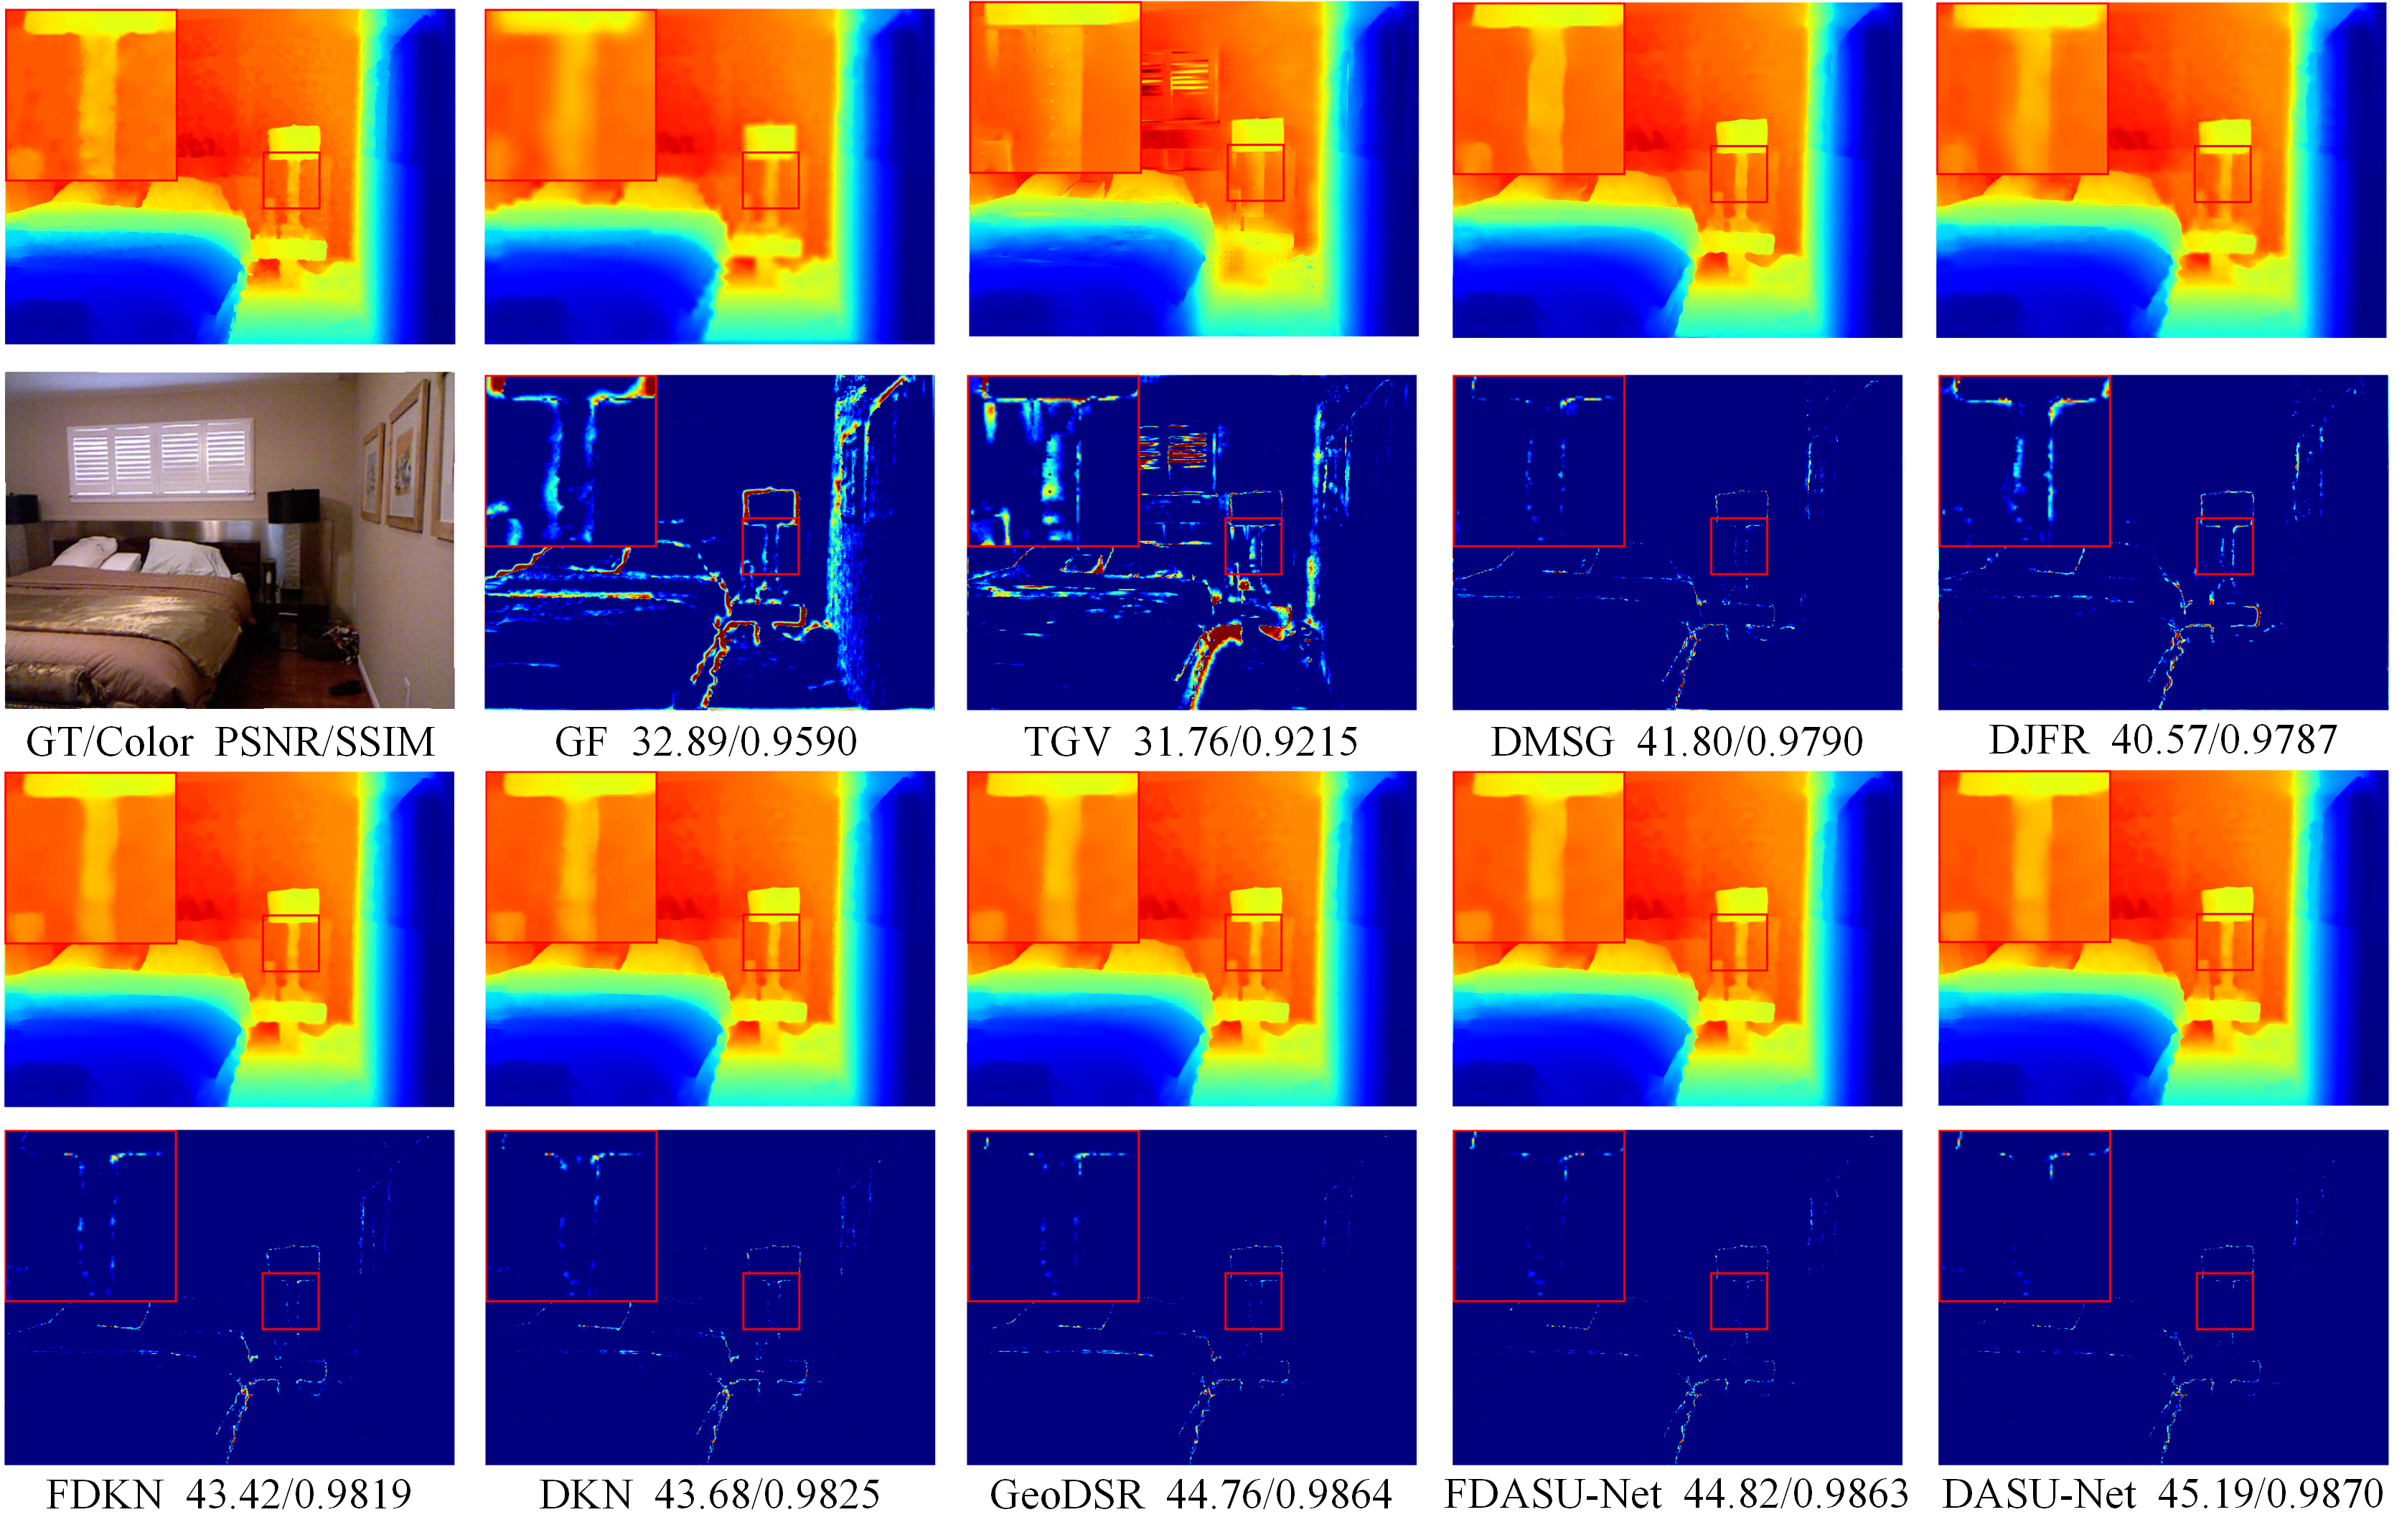 GT/Color PSNR/SSIM
GF 32.89/0.9590
TGV 31.76/0.9215
DMSG 41.80/0.9790
DJFR 40.57/0.9787
FDKN 43.42/0.9819
DKN 43.68/0.9825
GeoDSR 44.76/0.9864
FDASU-Net 44.82/0.9863
DASU-Net 45.19/0.9870